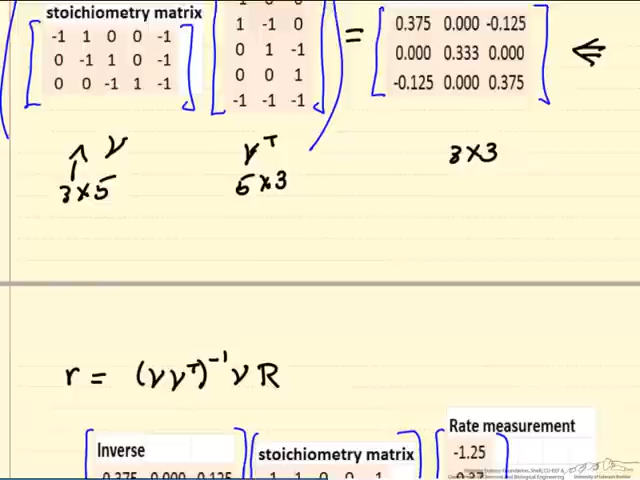 stoichiometry matrix
-1 1 0 0 -1
0 -1 1 0 -1
0 0 -1 1 -1
1 -1 0
0 1 -1
0 0 1
-1 -1 -1
=
0.375 0.000 -0.125
0.000 0.333 0.000
-0.125 0.000 0.375
ν
3×5
ν^T
5×3
3×3
r = (νν^T)^-1 ν R
Inverse
stoichiometry matrix
Rate measurement
-1.25